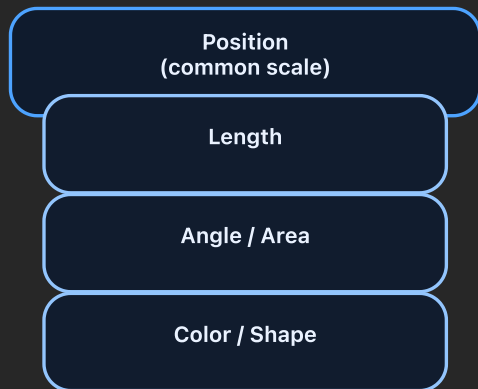 Position
(common scale)
Length
Angle / Area
Color / Shape